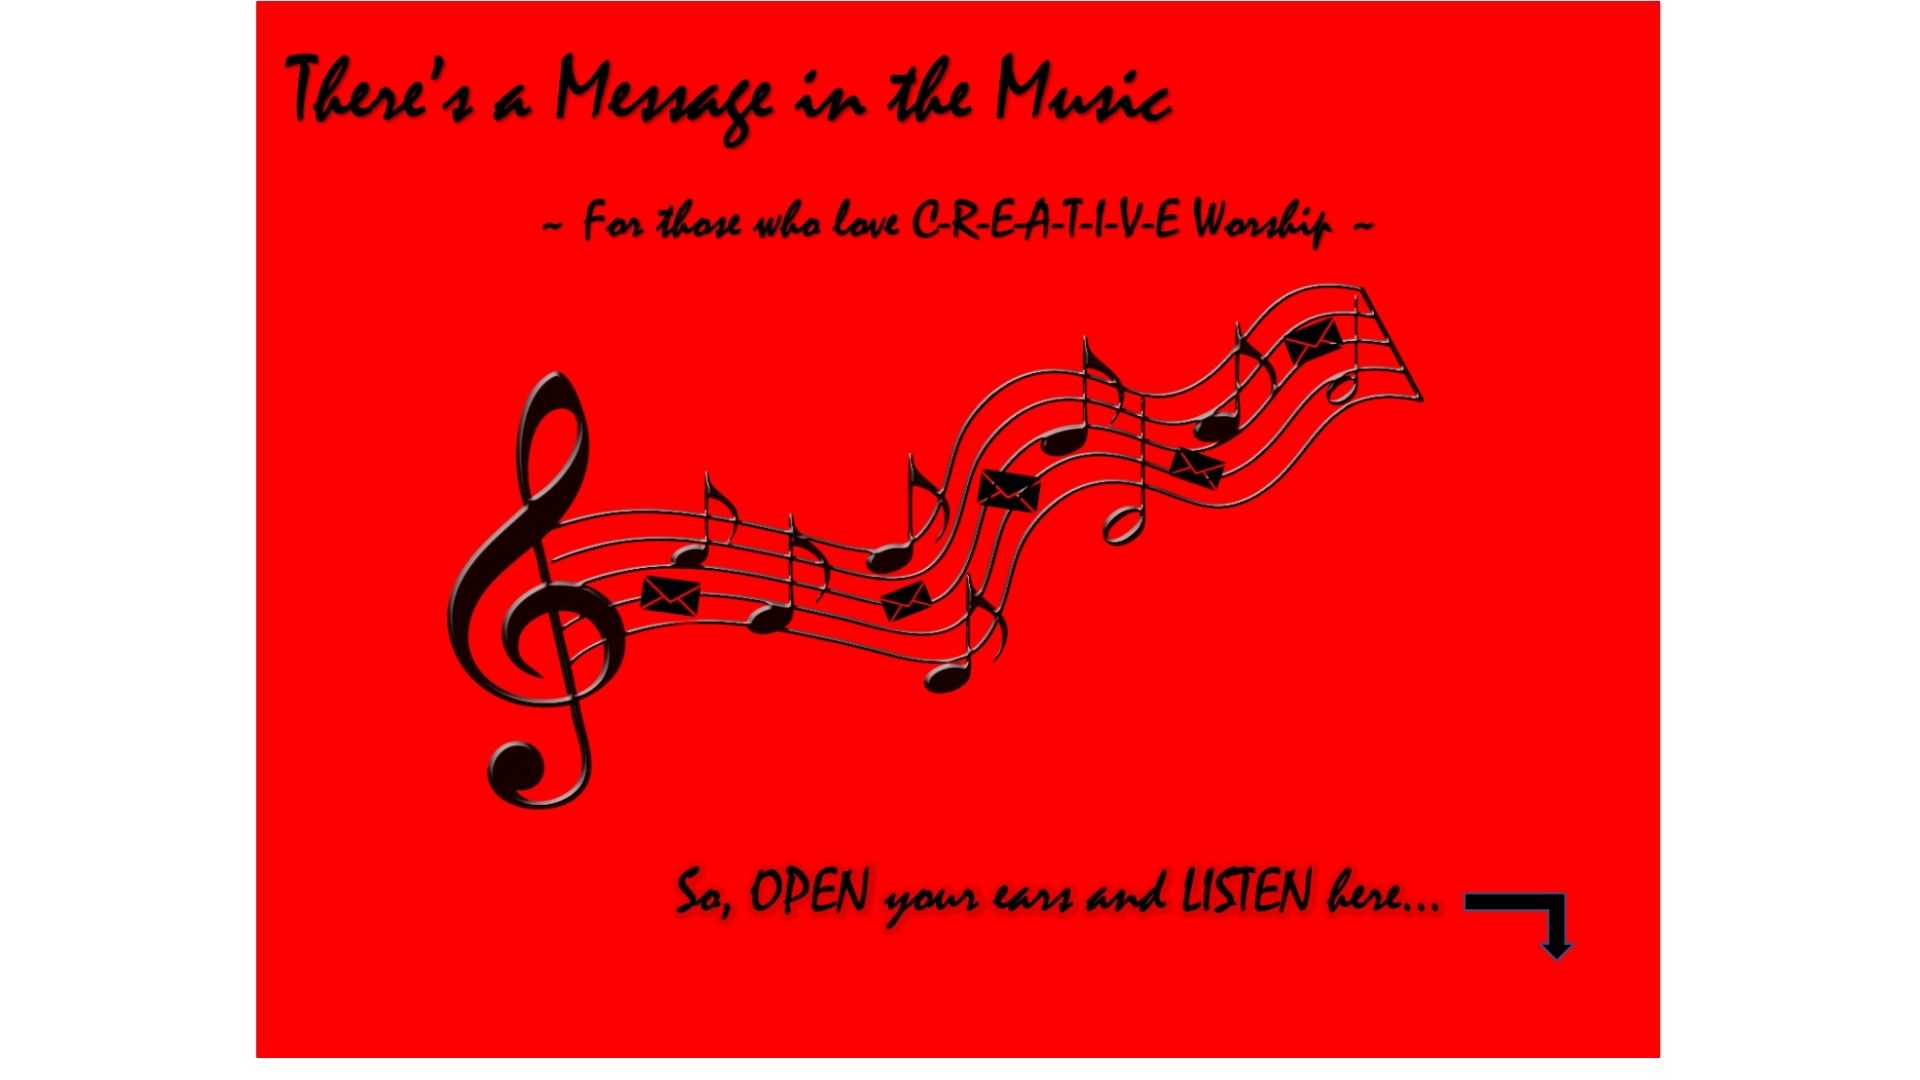 There's a Message in the Music
~ For those who love C-R-E-A-T-I-V-E Worship ~
So, OPEN your ears and LISTEN here...